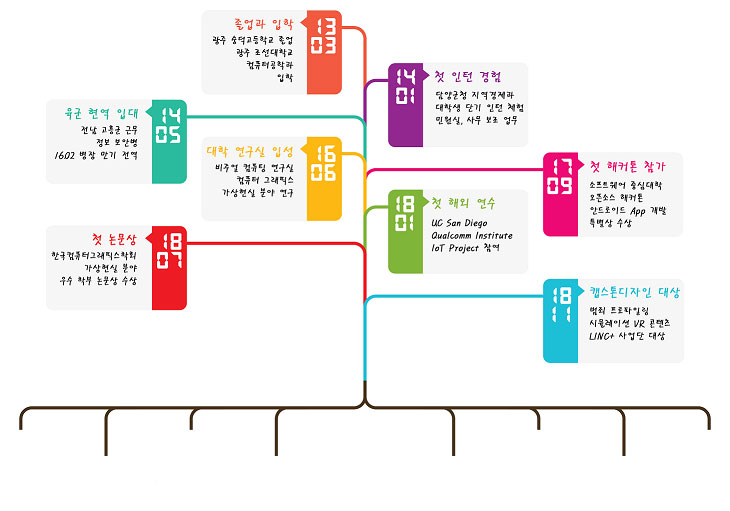 졸업과 입학
13
03
광주 숭덕고등학교 졸업
광주 조선대학교
컴퓨터공학과
입학
14
01
첫 인턴 경험
담양군청 지역경제과
대학생 단기 인턴 체험
민원실, 사무 보조 업무
육군 현역 입대
14
05
전남 고흥군 근무
정보 보안병
1602 병장 만기 전역
대학 연구실 입성
16
06
비주얼 컴퓨팅 연구실
컴퓨터 그래픽스
가상현실 분야 연구
17
09
첫 해커톤 참가
소프트웨어 중심대학
오픈소스 해커톤
안드로이드 App 개발
특별상 수상
18
01
첫 해외 연수
UC San Diego
Qualcomm Institute
IoT Project 참여
첫 논문상
18
07
한국컴퓨터그래픽스학회
가상현실 분야
우수 학부 논문상 수상
18
11
캡스톤디자인 대상
범죄 프로파일링
시뮬레이션 VR 콘텐츠
LINC+ 사업단 대상